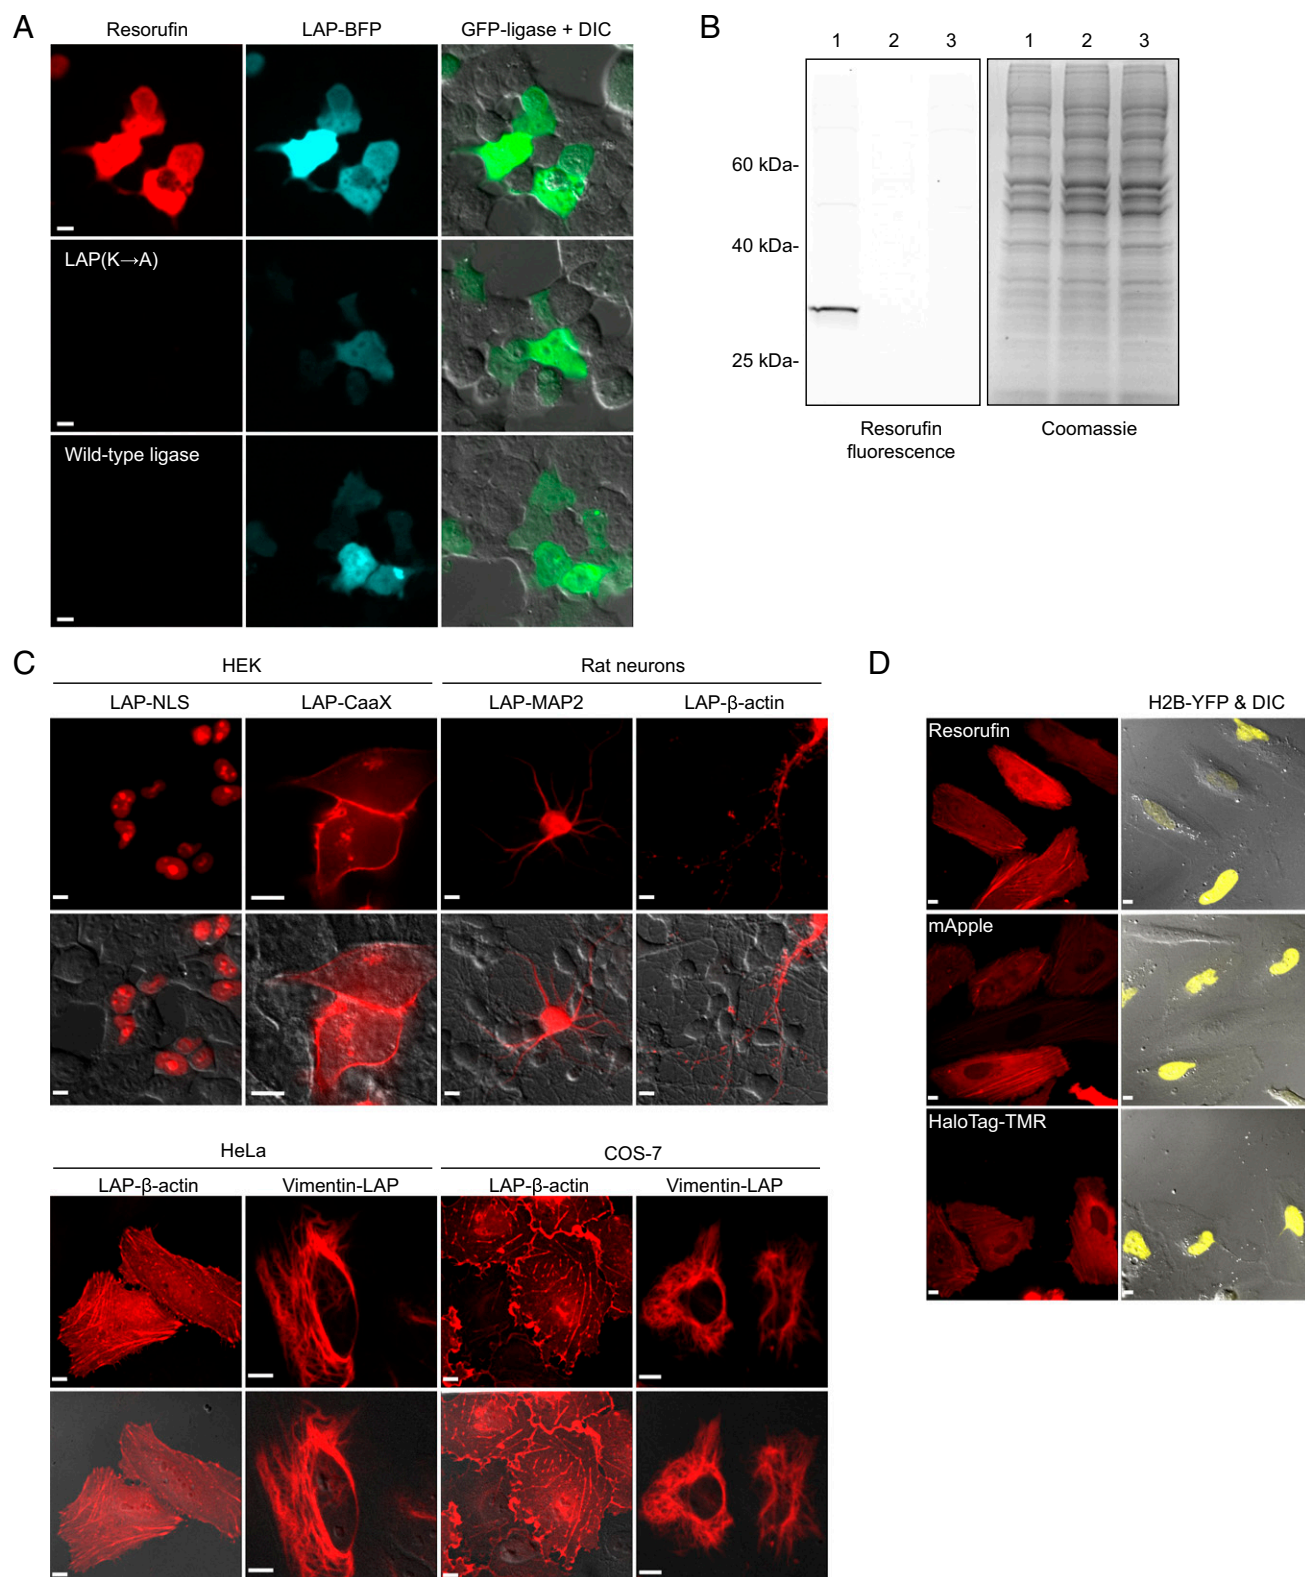 A
Resorufin LAP-BFP GFP-ligase + DIC
LAP(K→A)
Wild-type ligase
B
1 2 3 1 2 3
60 kDa-
40 kDa-
25 kDa-
Resorufin
fluorescence
Coomassie
C
HEK Rat neurons
LAP-NLS LAP-CaaX LAP-MAP2 LAP-β-actin
HeLa COS-7
LAP-β-actin Vimentin-LAP LAP-β-actin Vimentin-LAP
D
H2B-YFP & DIC
Resorufin
mApple
HaloTag-TMR